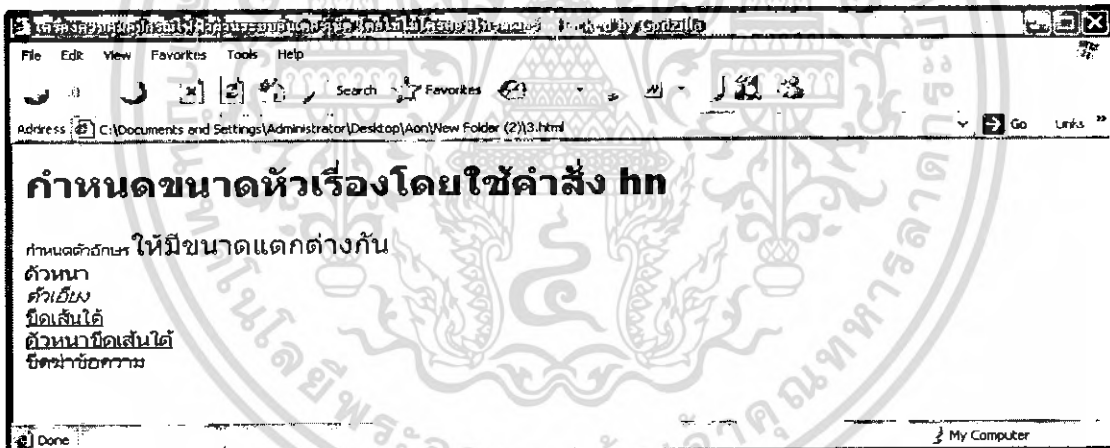 by Godzilla
File Edit View Favorites Tools Help
Search Favorites
Address C:\Documents and Settings\Administrator\Desktop\Aon\New Folder (2)\3.html Go Links »
กำหนดขนาดหัวเรื่องโดยใช้คำสั่ง hn
กำหนดตัวอักษร ให้มีขนาดแตกต่างกัน
ตัวหนา
ตัวเอียง
ขีดเส้นใต้
ตัวหนาขีดเส้นใต้
ขีดฆ่าข้อความ
Done My Computer